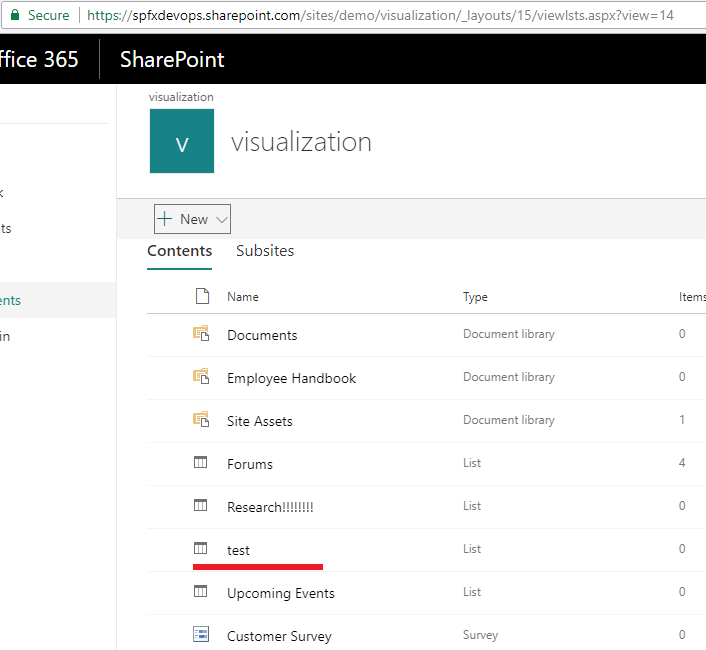 Secure https://spfxdevops.sharepoint.com/sites/demo/visualization/_layouts/15/viewlsts.aspx?view=14
ffice 365 SharePoint
visualization
V visualization
New
Contents Subsites
Name Type Items
Documents Document library 0
Employee Handbook Document library 0
Site Assets Document library 1
Forums List 4
Research!!!!!!!! List 0
test List 0
Upcoming Events List 0
Customer Survey Survey 0
k
ts
ents
in